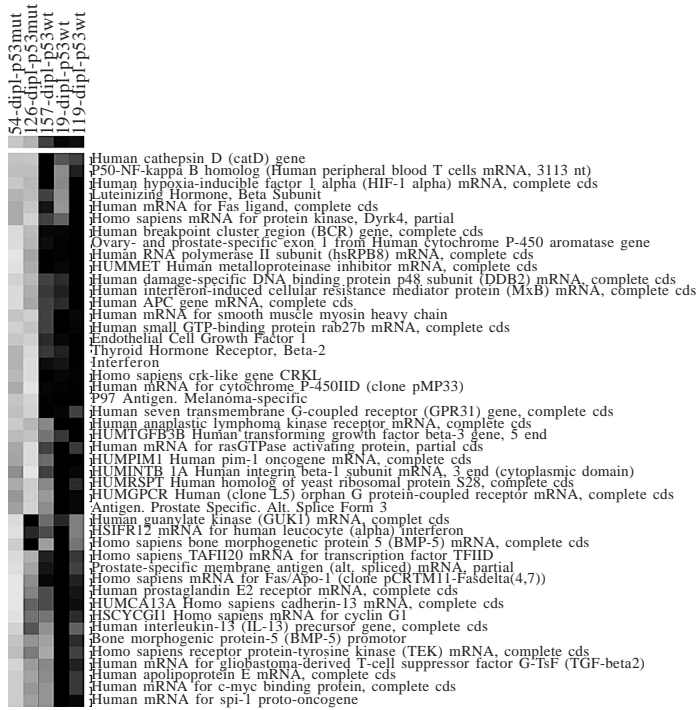 54-dipl-p53mut
126-dipl-p53mut
157-dipl-p53wt
19-dipl-p53wt
119-dipl-p53wt
Human cathepsin D (catD) gene
P50-NF-kappa B homolog (Human peripheral blood T cells mRNA, 3113 nt)
Human hypoxia-inducible factor 1 alpha (HIF-1 alpha) mRNA, complete cds
Luteinizing Hormone, Beta Subunit
Human mRNA for Fas ligand, complete cds
Homo sapiens mRNA for protein kinase, Dyrk4, partial
Human breakpoint cluster region (BCR) gene, complete cds
Ovary- and prostate-specific exon 1 from Human cytochrome P-450 aromatase gene
Human RNA polymerase II subunit (hsRPB8) mRNA, complete cds
HUMMET Human metalloproteinase inhibitor mRNA, complete cds
Human damage-specific DNA binding protein p48 subunit (DDB2) mRNA, complete cds
Human interferon-induced cellular resistance mediator protein (MxB) mRNA, complete cds
Human APC gene mRNA, complete cds
Human mRNA for smooth muscle myosin heavy chain
Human small GTP-binding protein rab27b mRNA, complete cds
Endothelial Cell Growth Factor 1
Thyroid Hormone Receptor, Beta-2
Interferon
Homo sapiens crk-like gene CRKL
Human mRNA for cytochrome P-450IID (clone pMP33)
P97 Antigen. Melanoma-specific
Human seven transmembrane G-coupled receptor (GPR31) gene, complete cds
Human anaplastic lymphoma kinase receptor mRNA, complete cds
HUMTGFB3B Human transforming growth factor beta-3 gene, 5 end
Human mRNA for rasGTPase activating protein, partial cds
HUMPIM1 Human pim-1 oncogene mRNA, complete cds
HUMINTB 1A Human integrin beta-1 subunit mRNA, 3 end (cytoplasmic domain)
HUMRSPT Human homolog of yeast ribosomal protein S28, complete cds
HUMGPCR Human (clone L5) orphan G protein-coupled receptor mRNA, complete cds
Antigen. Prostate Specific. Alt. Splice Form 3
Human guanylate kinase (GUK1) mRNA, complet cds
HSIFR12 mRNA for human leucocyte (alpha) interferon
Homo sapiens bone morphogenetic protein 5 (BMP-5) mRNA, complete cds
Homo sapiens TAFII20 mRNA for transcription factor TFIID
Prostate-specific membrane antigen (alt. spliced) mRNA, partial
Homo sapiens mRNA for Fas/Apo-1 (clone pCRTM11-Fasdelta(4,7))
Human prostaglandin E2 receptor mRNA, complete cds
HUMCA13A Homo sapiens cadherin-13 mRNA, complete cds
HSCYCGI1 Homo sapiens mRNA for cyclin G1
Human interleukin-13 (IL-13) precursor gene, complete cds
Bone morphogenic protein-5 (BMP-5) promotor
Homo sapiens receptor protein-tyrosine kinase (TEK) mRNA, complete cds
Human mRNA for gliobastoma-derived T-cell suppressor factor G-TsF (TGF-beta2)
Human apolipoprotein E mRNA, complete cds
Human mRNA for c-myc binding protein, complete cds
Human mRNA for spi-1 proto-oncogene